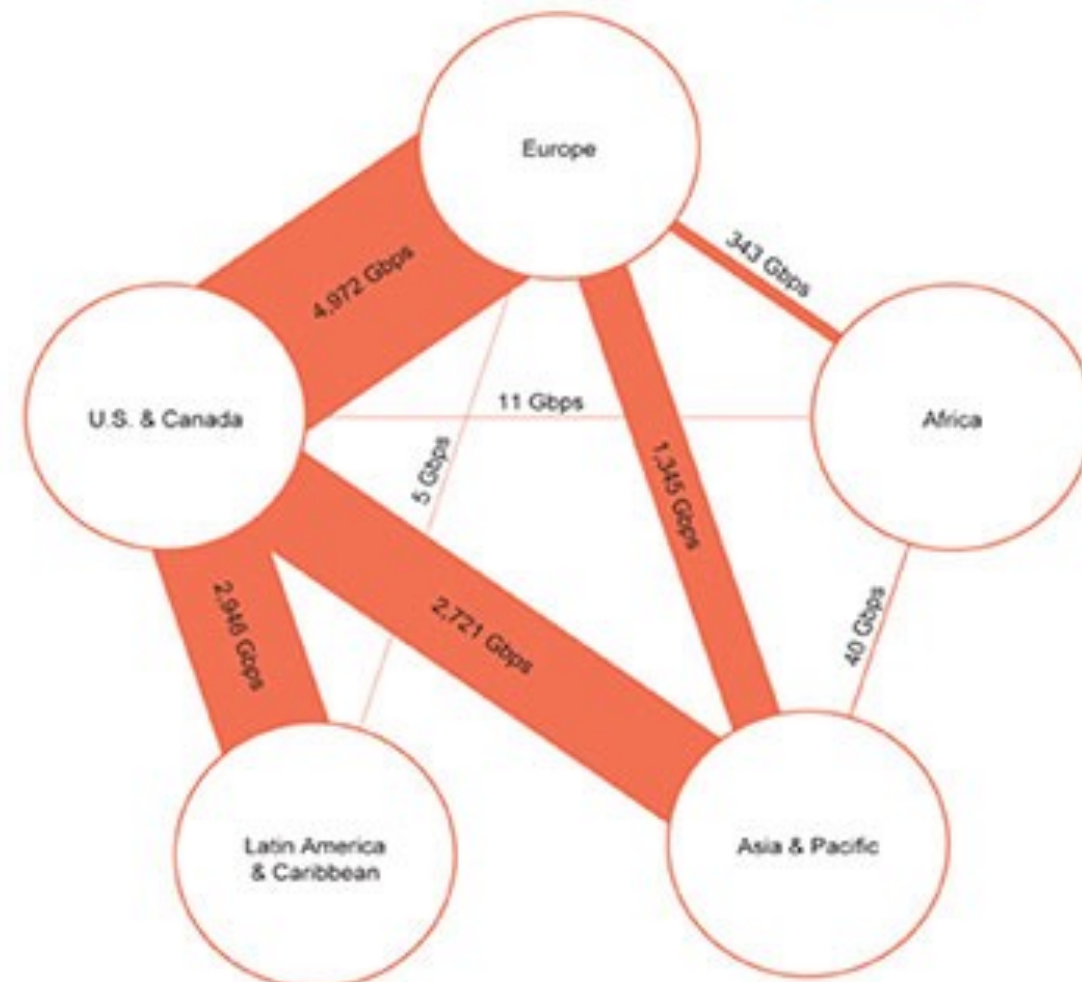 Europe
4,972 Gbps
343 Gbps
U.S. & Canada
11 Gbps
Africa
5 Gbps
1,345 Gbps
2,946 Gbps
2,721 Gbps
40 Gbps
Latin America
& Caribbean
Asia & Pacific